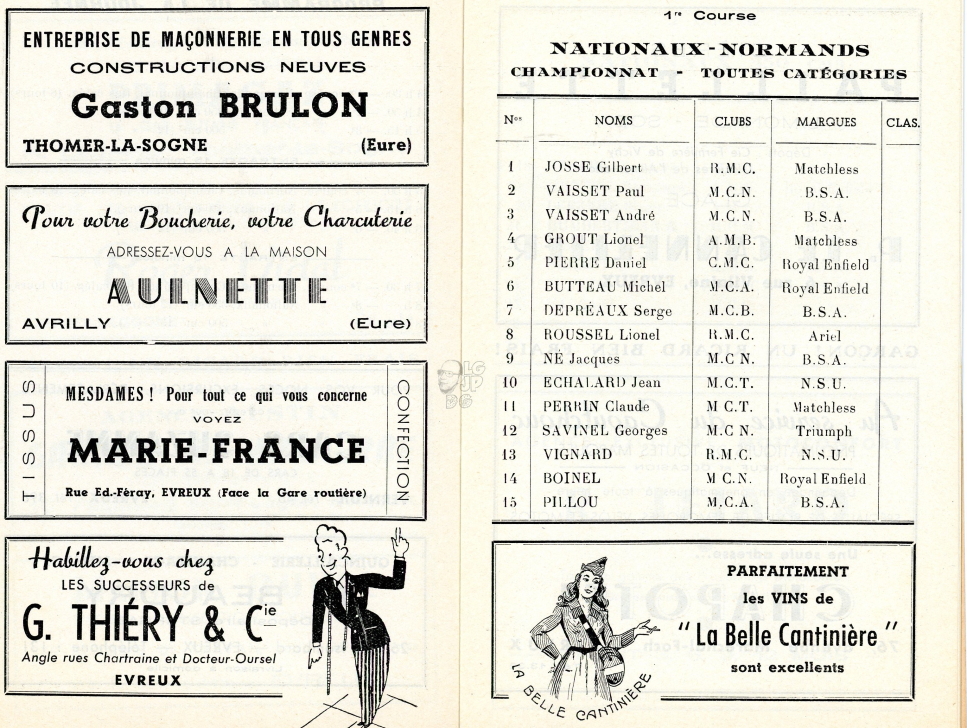 ENTREPRISE DE MAÇONNERIE EN TOUS GENRES
CONSTRUCTIONS NEUVES
Gaston BRULON
THOMER-LA-SOGNE (Eure)
Pour votre Boucherie, votre Charcuterie
ADRESSEZ-VOUS A LA MAISON
AULNETTE
AVRILLY (Eure)
TISSUS
MESDAMES ! Pour tout ce qui vous concerne
VOYEZ
MARIE-FRANCE
Rue Ed.-Féray, EVREUX (Face la Gare routière)
CONFECTION
Habillez-vous chez
LES SUCCESSEURS de
G. THIÉRY & Cie
Angle rues Chartraine et Docteur-Oursel
EVREUX
1re Course
NATIONAUX-NORMANDS
CHAMPIONNAT - TOUTES CATÉGORIES
Nos NOMS CLUBS MARQUES CLAS.
1 JOSSE Gilbert R.M.C. Matchless
2 VAISSET Paul M.C.N. B.S.A.
3 VAISSET André M.C.N. B.S.A.
4 GROUT Lionel A.M.B. Matchless
5 PIERRE Daniel C.M.C. Royal Enfield
6 BUTTEAU Michel M.C.A. Royal Enfield
7 DEPRÉAUX Serge M.C.B. B.S.A.
8 ROUSSEL Lionel R.M.C. Ariel
9 NÉ Jacques M.C N. B.S.A.
10 ECHALARD Jean M.C.T. N.S.U.
11 PERRIN Claude M C.T. Matchless
12 SAVINEL Georges M.C N. Triumph
13 VIGNARD R.M.C. N.S.U.
14 BOINEL M C.N. Royal Enfield
15 PILLOU M.C.A. B.S.A.
PARFAITEMENT
les VINS de
"La Belle Cantinière"
sont excellents
LA BELLE CANTINIÈRE